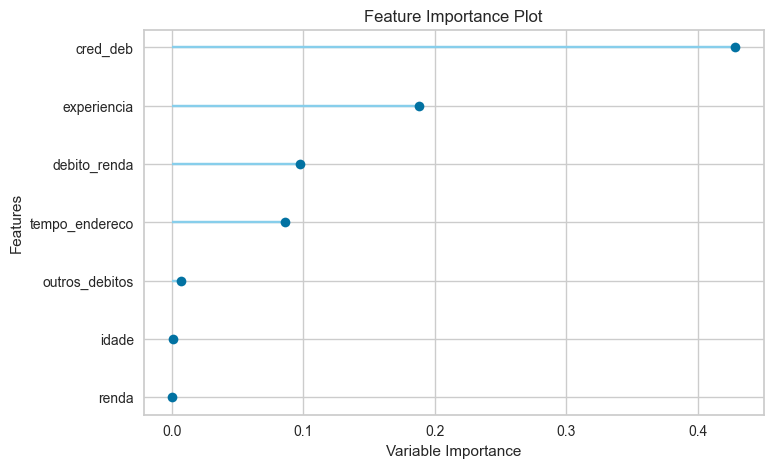 Feature Importance Plot
Features
cred_deb
experiencia
debito_renda
tempo_endereco
outros_debitos
idade
renda
0.0 0.1 0.2 0.3 0.4
Variable Importance